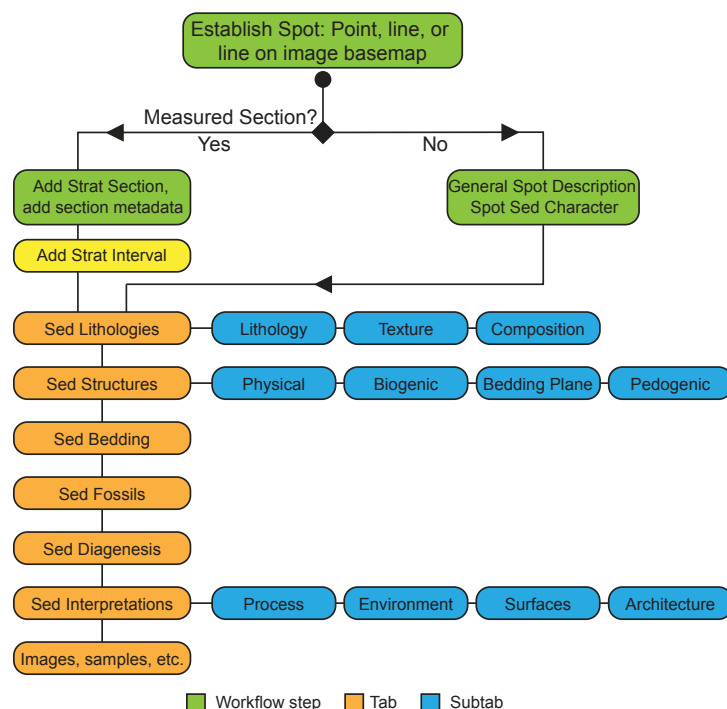 Establish Spot: Point, line, or
line on image basemap
Measured Section?
Yes
No
Add Strat Section,
add section metadata
General Spot Description
Spot Sed Character
Add Strat Interval
Sed Lithologies
Lithology
Texture
Composition
Sed Structures
Physical
Biogenic
Bedding Plane
Pedogenic
Sed Bedding
Sed Fossils
Sed Diagenesis
Sed Interpretations
Process
Environment
Surfaces
Architecture
Images, samples, etc.
Workflow step
Tab
Subtab